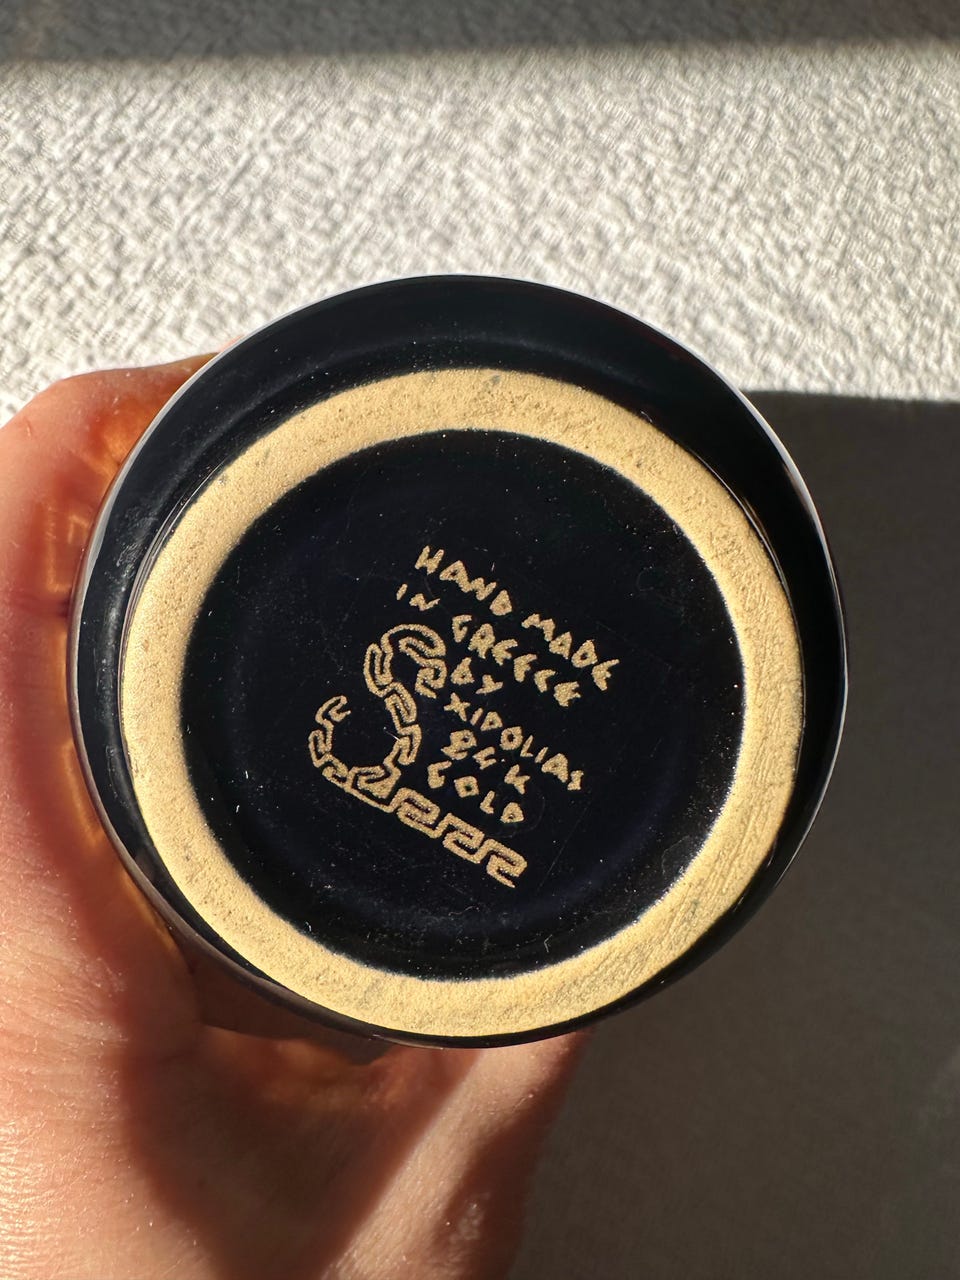 HAND MADE
IN GREECE
BY
XIDOLIAS
24 K
GOLD